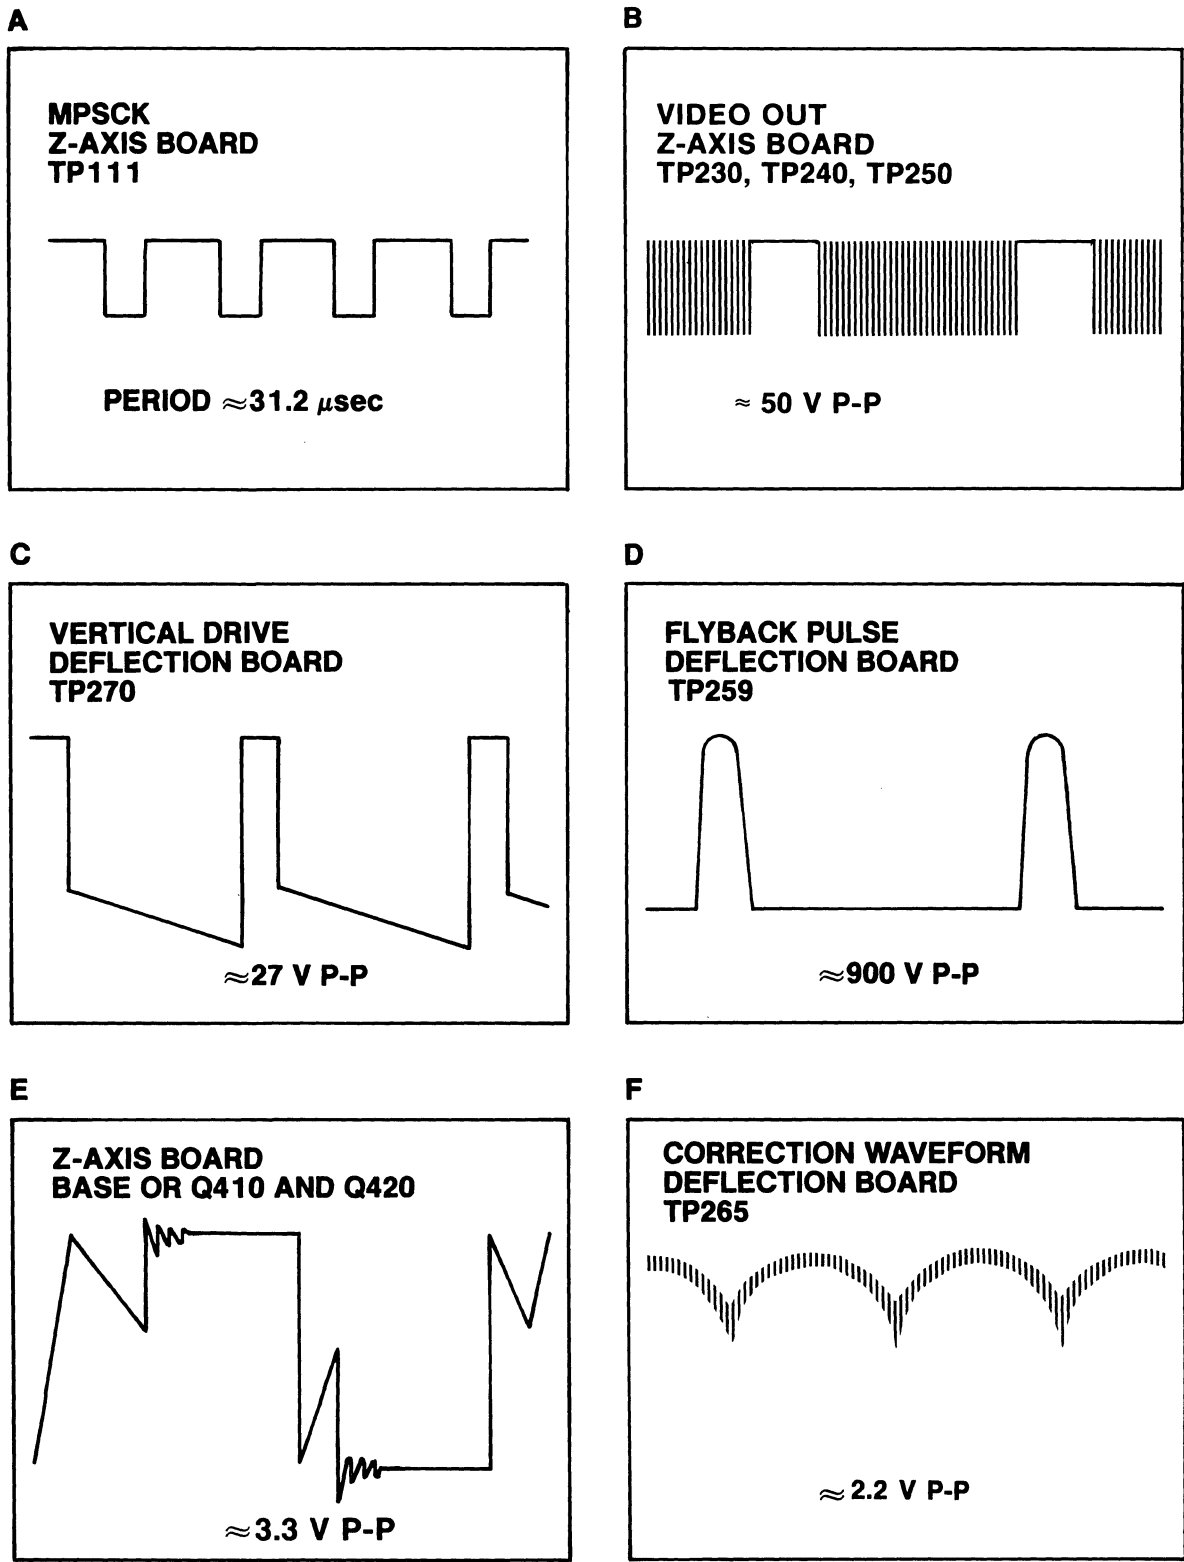 A
MPSCK
Z-AXIS BOARD
TP111
PERIOD ≈31.2 μsec
B
VIDEO OUT
Z-AXIS BOARD
TP230, TP240, TP250
≈ 50 V P-P
C
VERTICAL DRIVE
DEFLECTION BOARD
TP270
≈27 V P-P
D
FLYBACK PULSE
DEFLECTION BOARD
TP259
≈900 V P-P
E
Z-AXIS BOARD
BASE OR Q410 AND Q420
≈3.3 V P-P
F
CORRECTION WAVEFORM
DEFLECTION BOARD
TP265
≈2.2 V P-P